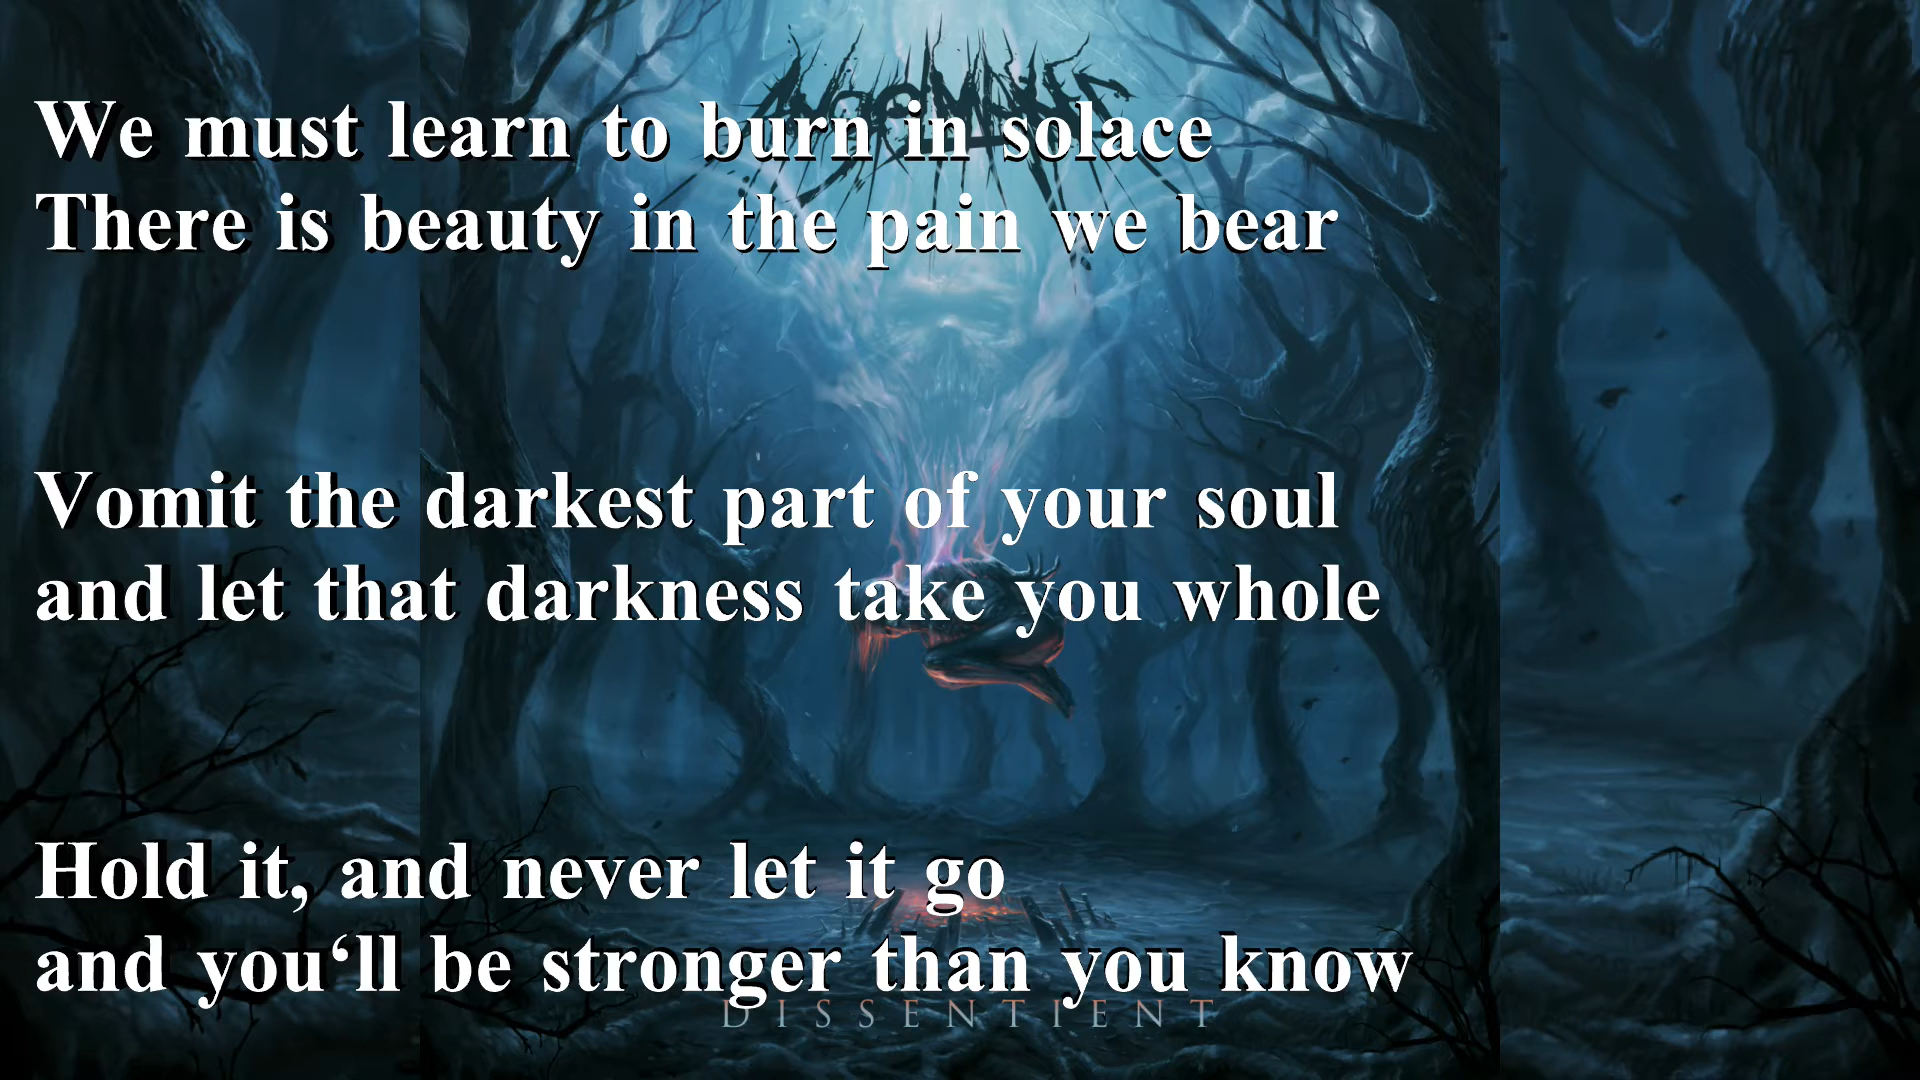 We must learn to burn in solace
There is beauty in the pain we bear
Vomit the darkest part of your soul
and let that darkness take you whole
Hold it, and never let it go
and you‘ll be stronger than you know
DISSENTIENT